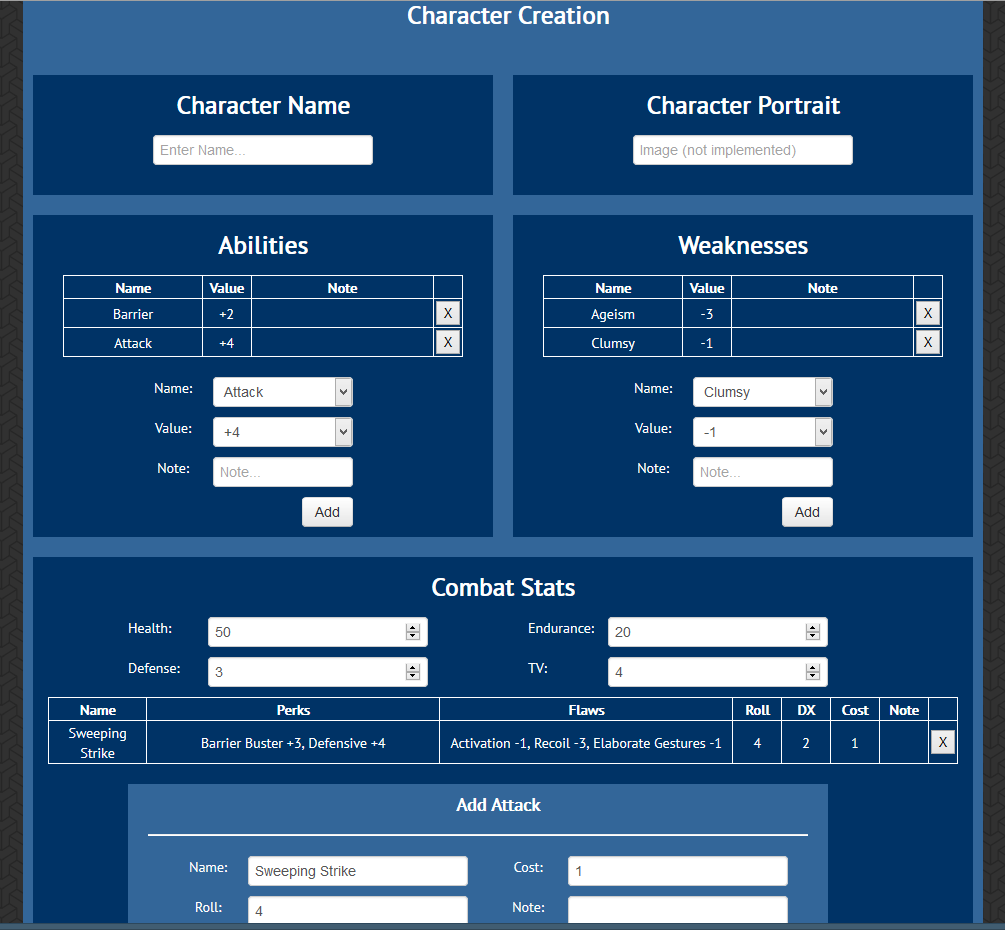 Character Creation
Character Name
Enter Name...
Character Portrait
Image (not implemented)
Abilities
Name Value Note
Barrier +2 X
Attack +4 X
Name: Attack
Value: +4
Note: Note...
Add
Weaknesses
Name Value Note
Ageism -3 X
Clumsy -1 X
Name: Clumsy
Value: -1
Note: Note...
Add
Combat Stats
Health: 50 Endurance: 20
Defense: 3 TV: 4
Name Perks Flaws Roll DX Cost Note
Sweeping
Strike Barrier Buster +3, Defensive +4 Activation -1, Recoil -3, Elaborate Gestures -1 4 2 1 X
Add Attack
Name: Sweeping Strike Cost: 1
Roll: 4 Note: